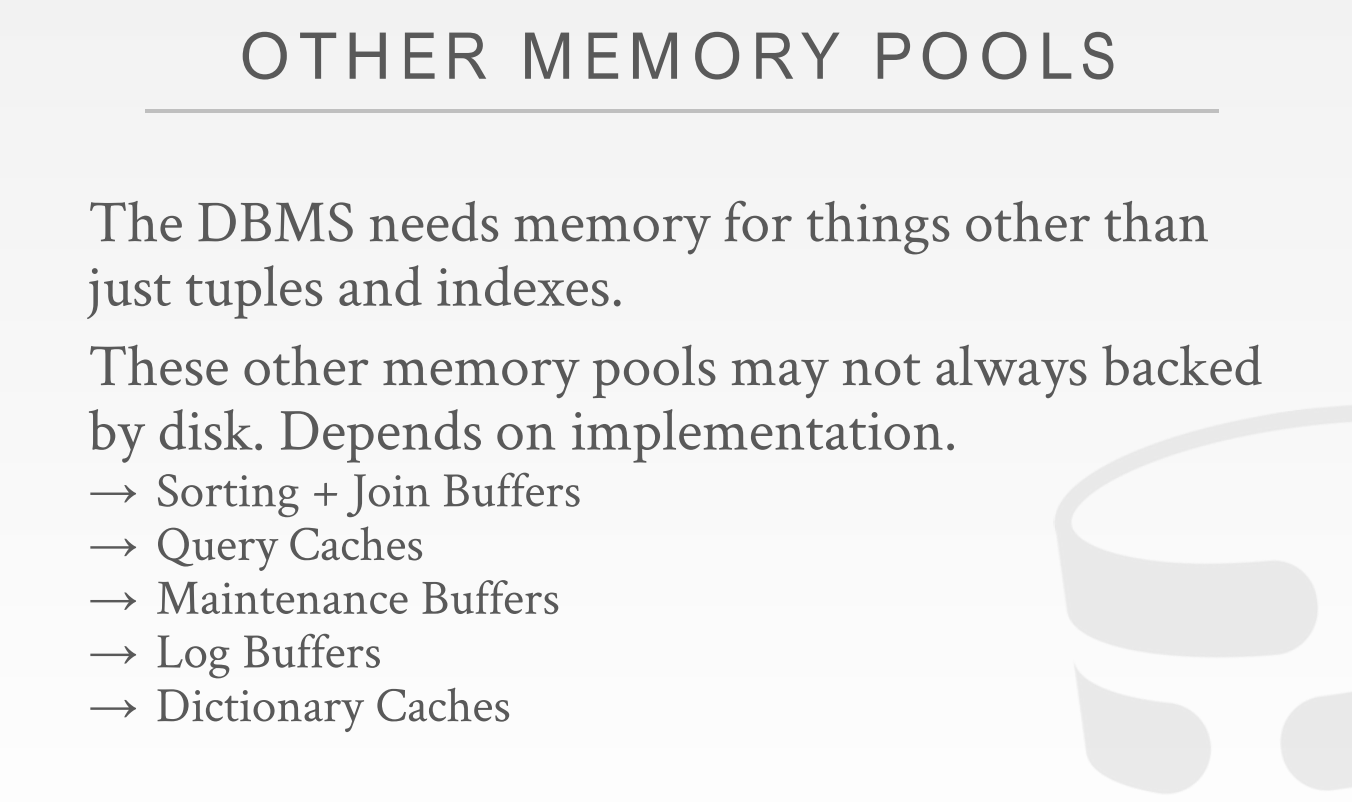 OTHER MEMORY POOLS
The DBMS needs memory for things other than
just tuples and indexes.
These other memory pools may not always backed
by disk. Depends on implementation.
→ Sorting + Join Buffers
→ Query Caches
→ Maintenance Buffers
→ Log Buffers
→ Dictionary Caches